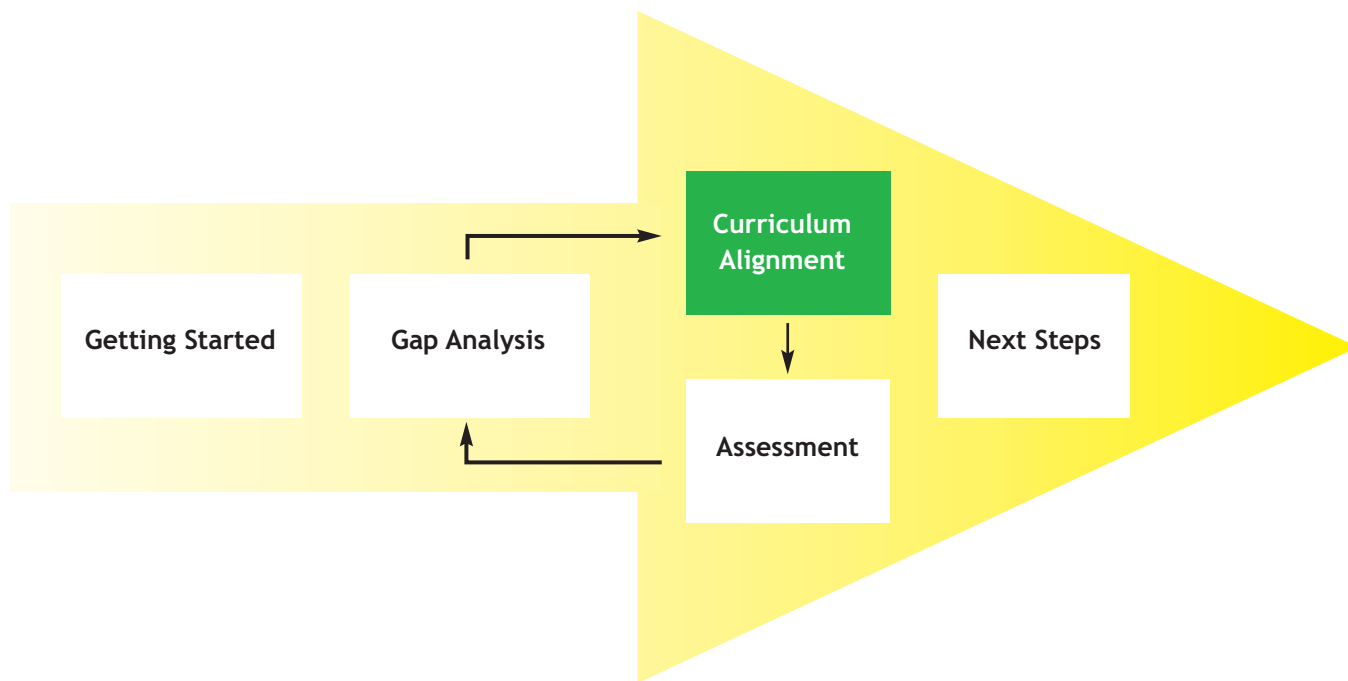 Getting Started
Gap Analysis
Curriculum
Alignment
Assessment
Next Steps